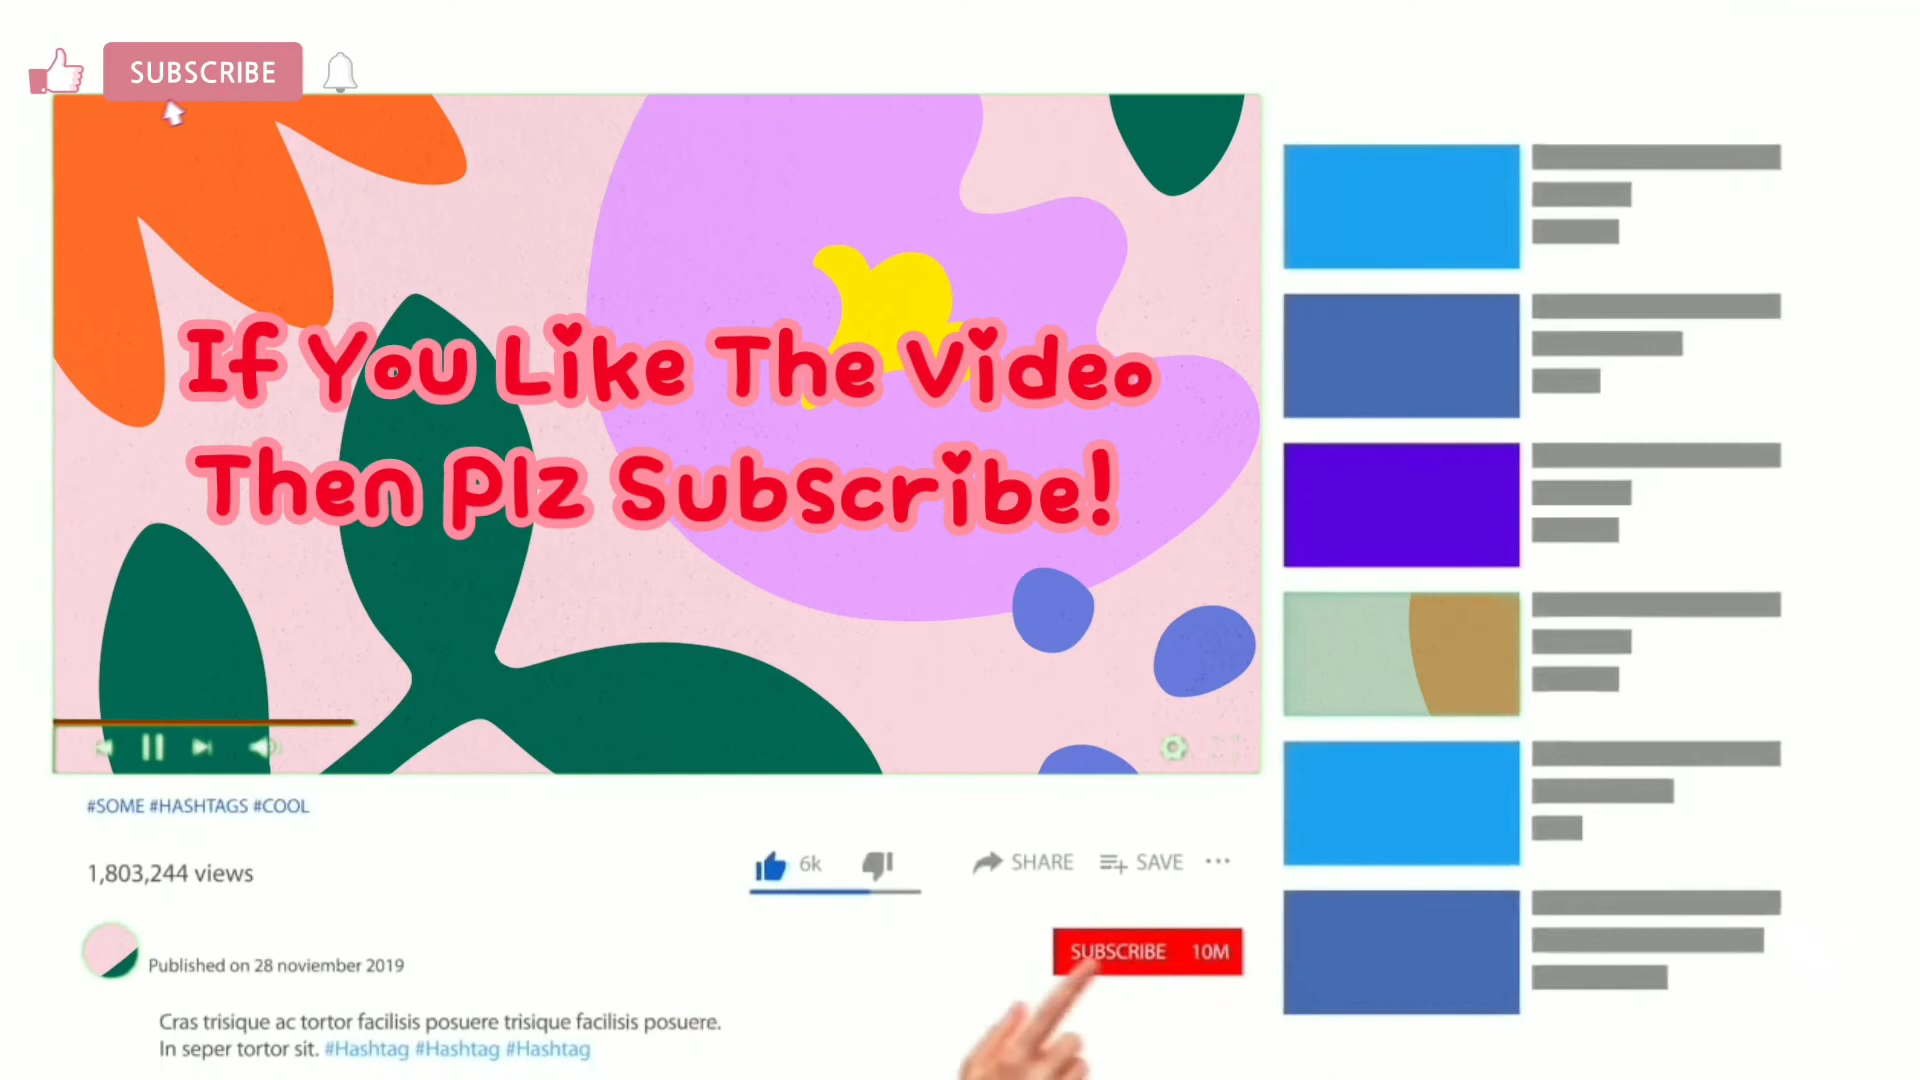 SUBSCRIBE
If You Like The Video
Then Plz Subscribe!
#SOME #HASHTAGS #COOL
1,803,244 views
6k
SHARE
SAVE
SUBSCRIBE 10M
Published on 28 noviember 2019
Cras trisique ac tortor facilisis posuere trisique facilisis posuere.
In seper tortor sit. #Hashtag #Hashtag #Hashtag